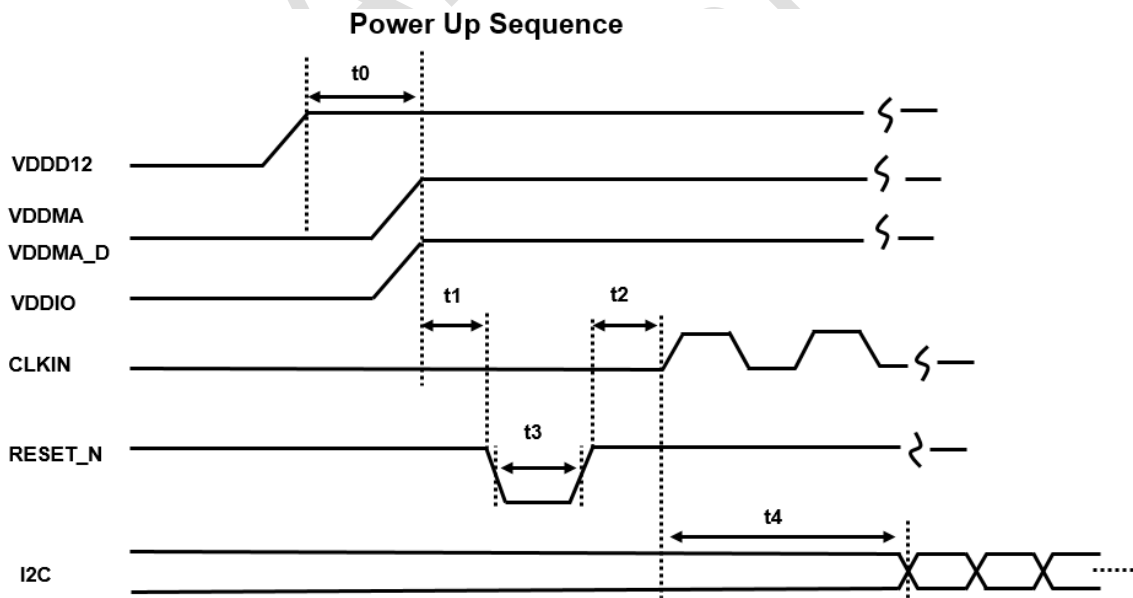 Power Up Sequence
t0
VDDD12
VDDMA
VDDMA_D
VDDIO
t1
t2
CLKIN
t3
RESET_N
t4
I2C